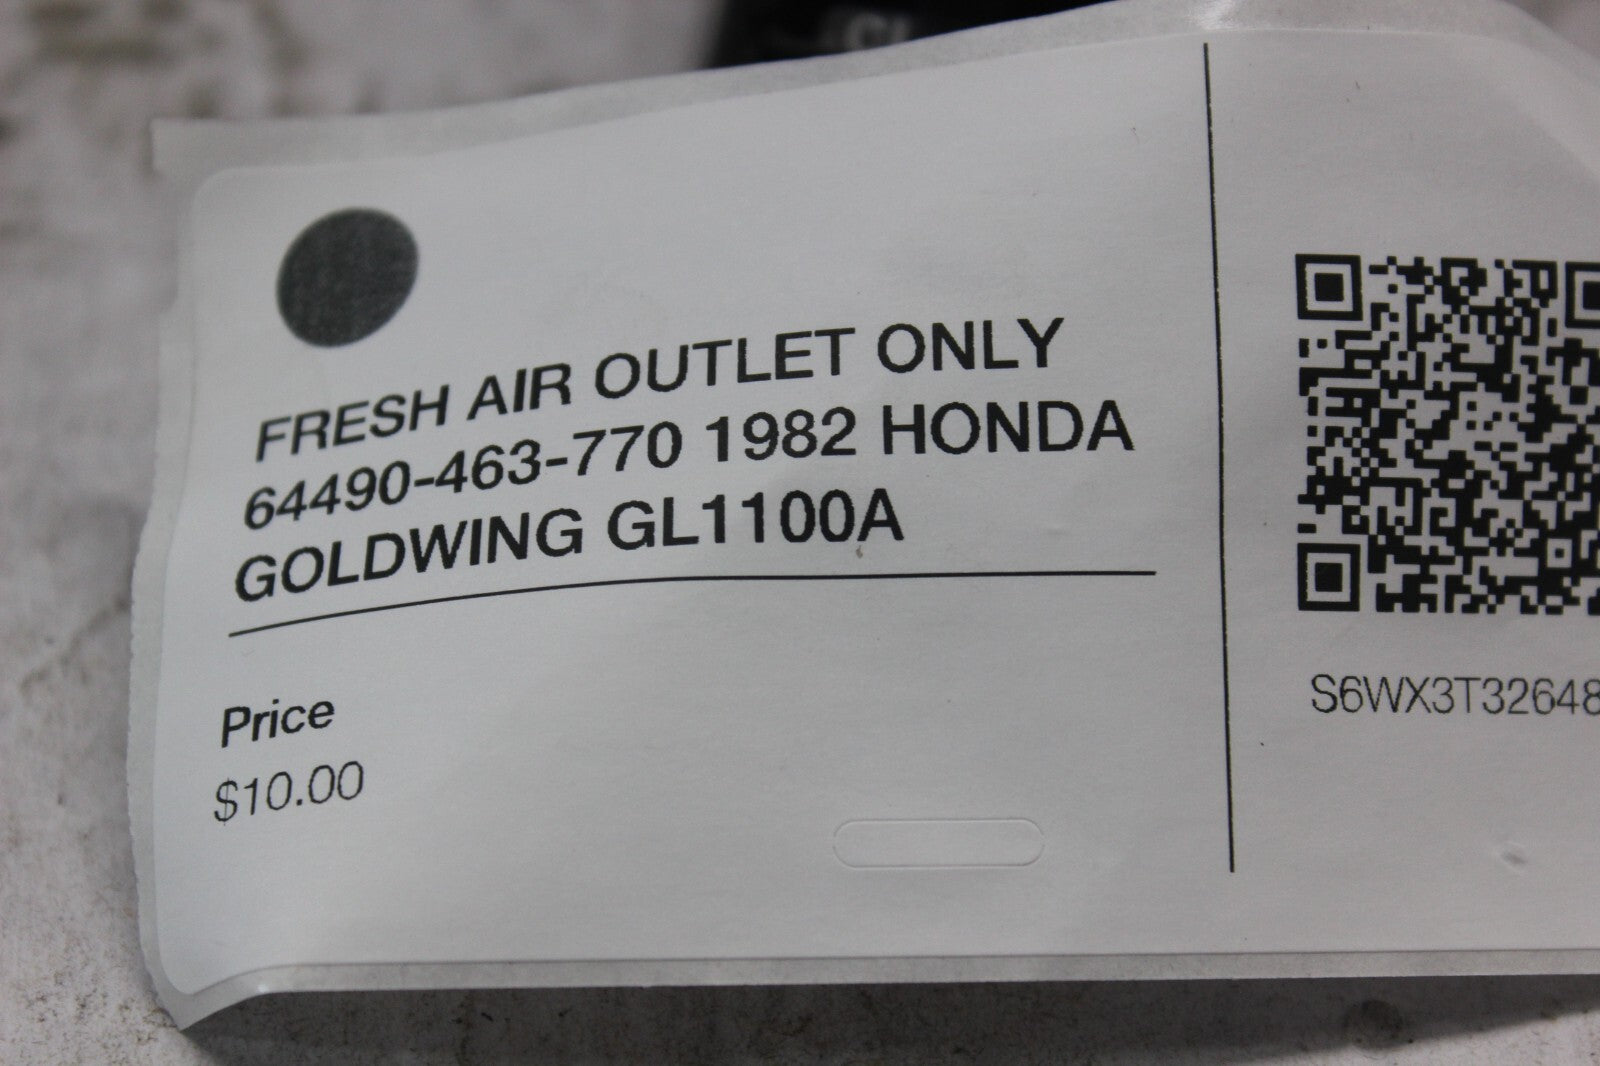 FRESH AIR OUTLET ONLY
64490-463-770 1982 HONDA
GOLDWING GL1100A
Price
$10.00
S6WX3T32648